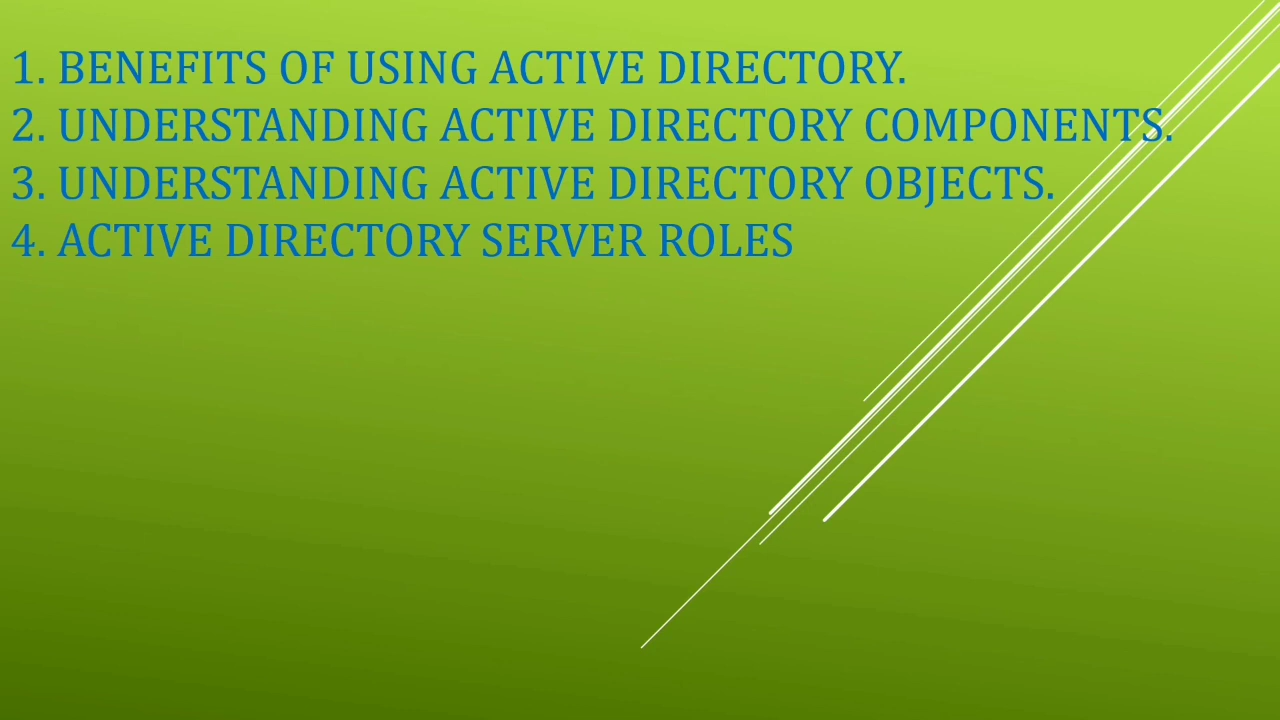 1. BENEFITS OF USING ACTIVE DIRECTORY.
2. UNDERSTANDING ACTIVE DIRECTORY COMPONENTS.
3. UNDERSTANDING ACTIVE DIRECTORY OBJECTS.
4. ACTIVE DIRECTORY SERVER ROLES